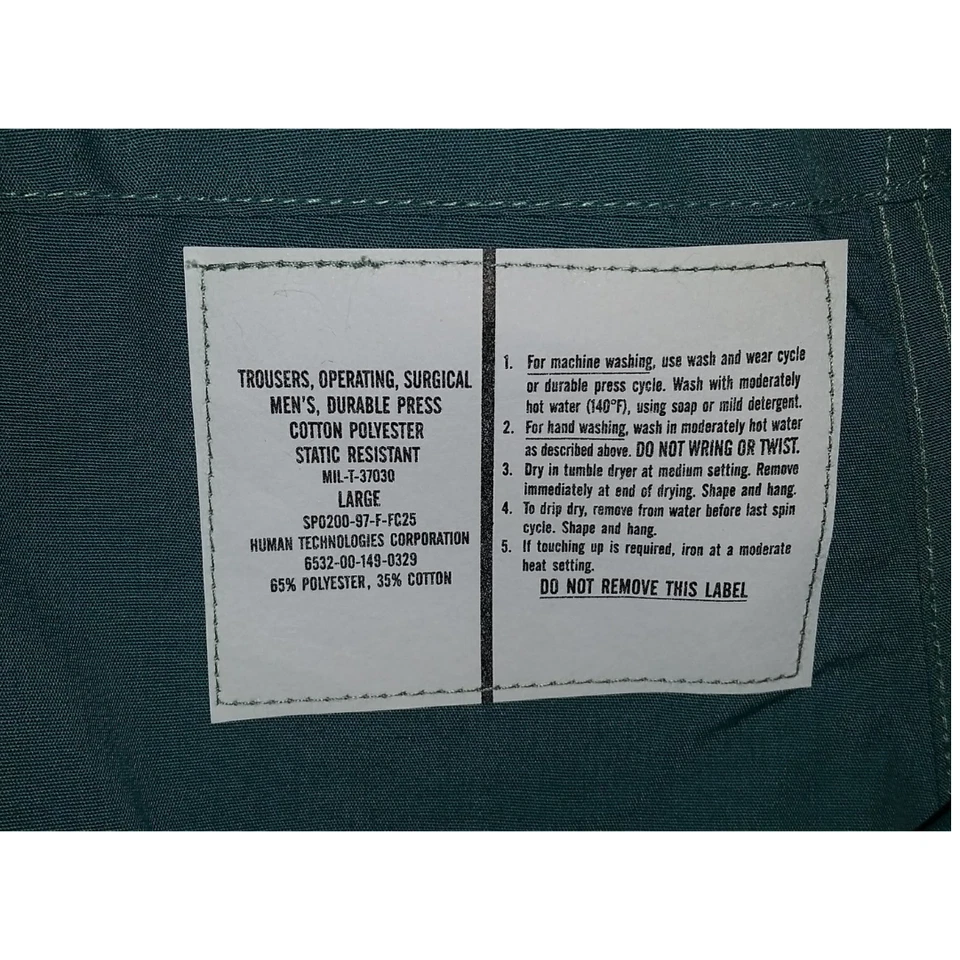 TROUSERS, OPERATING, SURGICAL
MEN'S, DURABLE PRESS
COTTON POLYESTER
STATIC RESISTANT
MIL-T-37030
LARGE
SP0200-97-F-FC25
HUMAN TECHNOLOGIES CORPORATION
6532-00-149-0329
65% POLYESTER, 35% COTTON
1. For machine washing, use wash and wear cycle
or durable press cycle. Wash with moderately
hot water (140°F), using soap or mild detergent.
2. For hand washing, wash in moderately hot water
as described above. DO NOT WRING OR TWIST.
3. Dry in tumble dryer at medium setting. Remove
immediately at end of drying. Shape and hang.
4. To drip dry, remove from water before last spin
cycle. Shape and hang.
5. If touching up is required, iron at a moderate
heat setting.
DO NOT REMOVE THIS LABEL